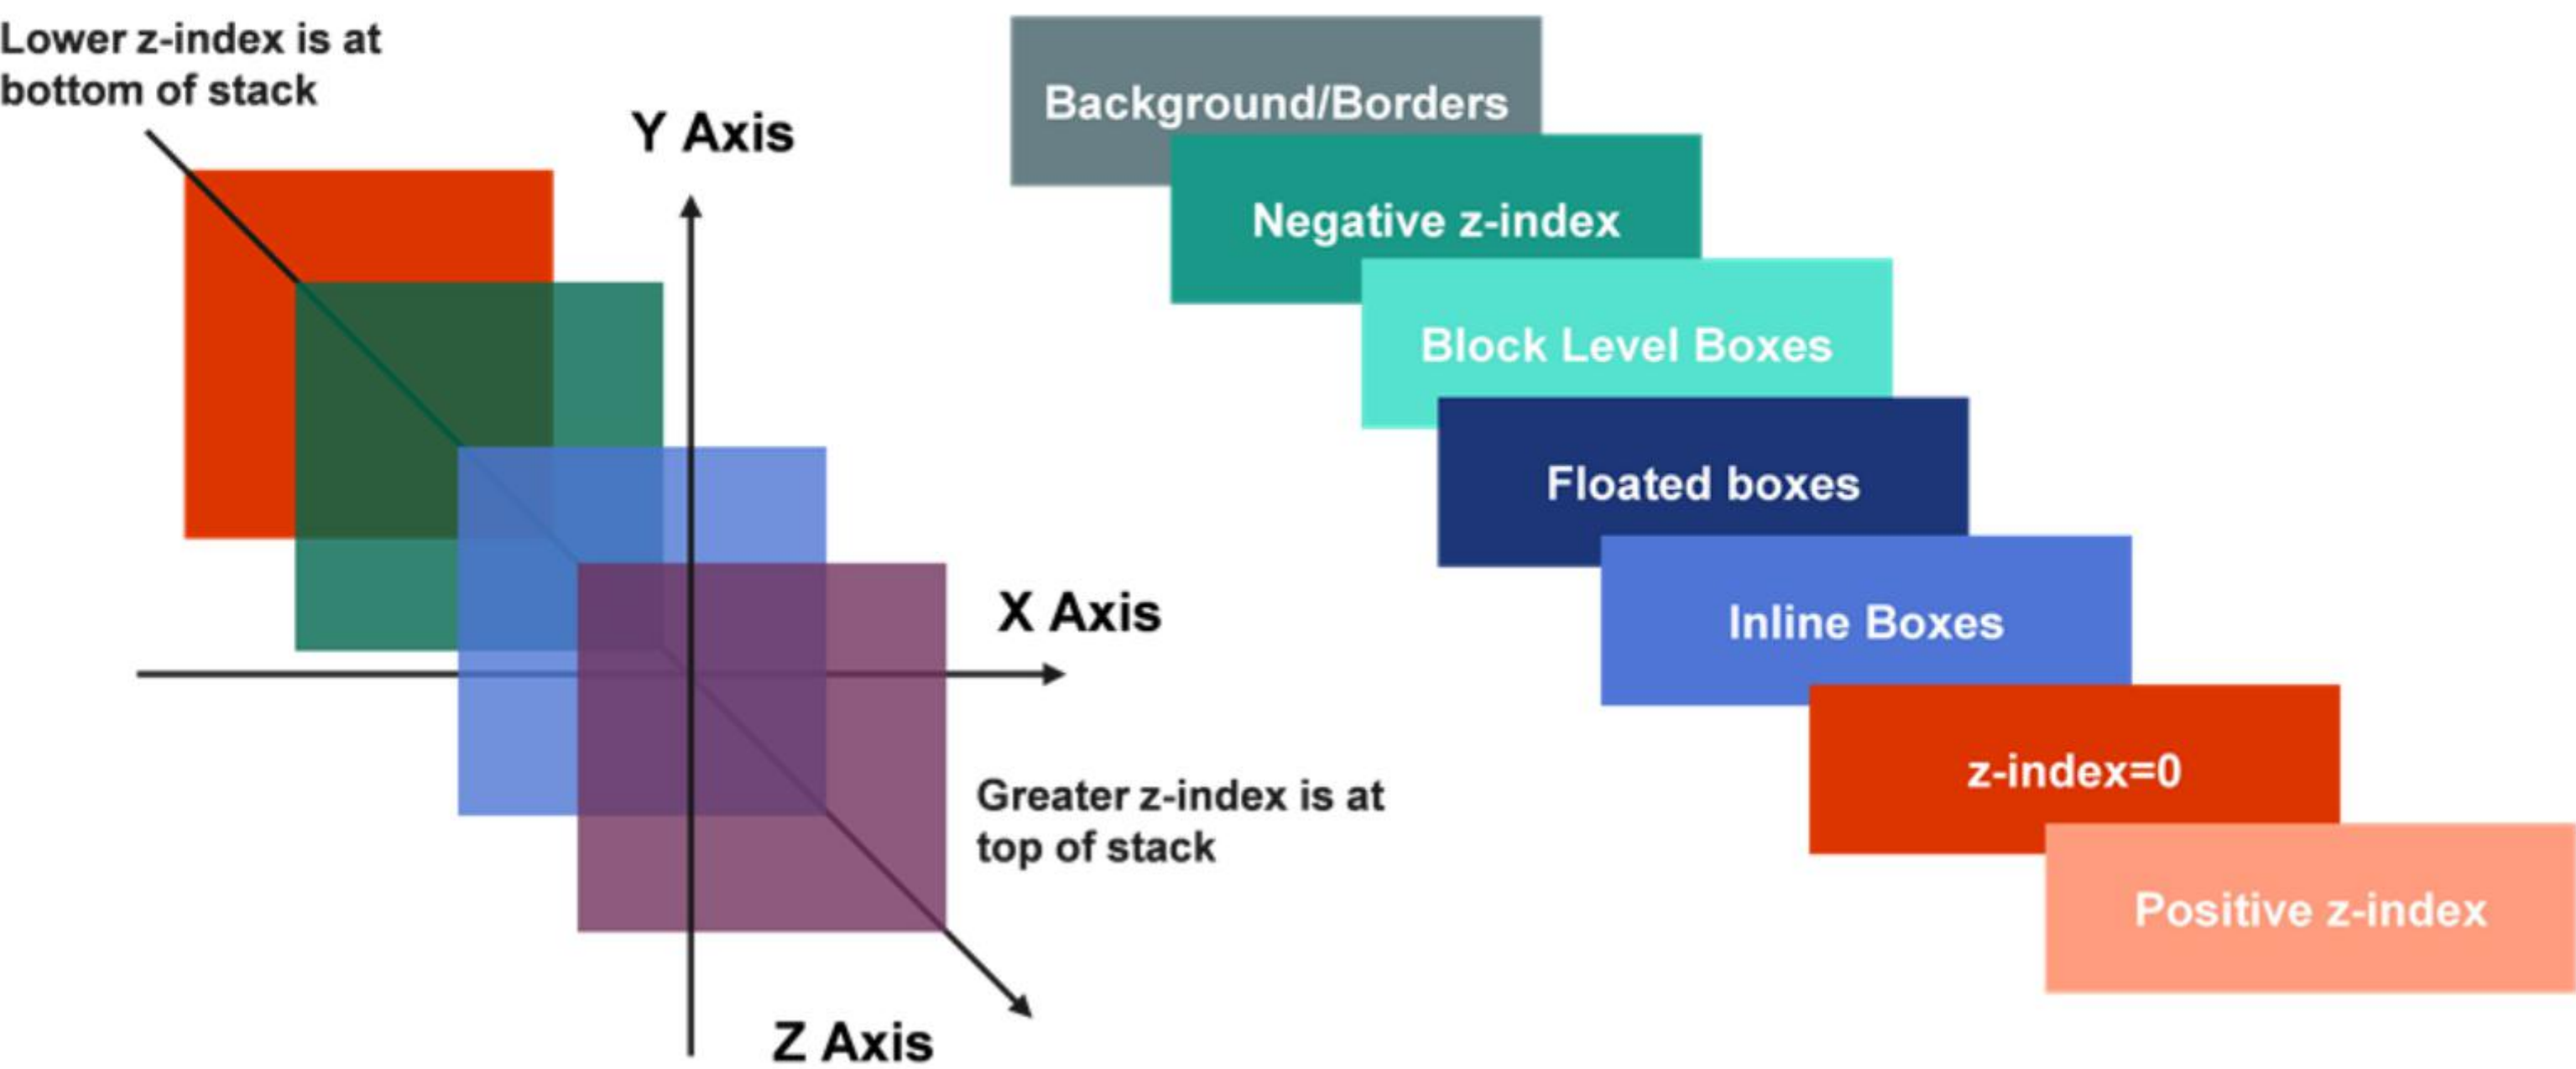 Lower z-index is at
bottom of stack
Y Axis
X Axis
Greater z-index is at
top of stack
Z Axis
Background/Borders
Negative z-index
Block Level Boxes
Floated boxes
Inline Boxes
z-index=0
Positive z-index